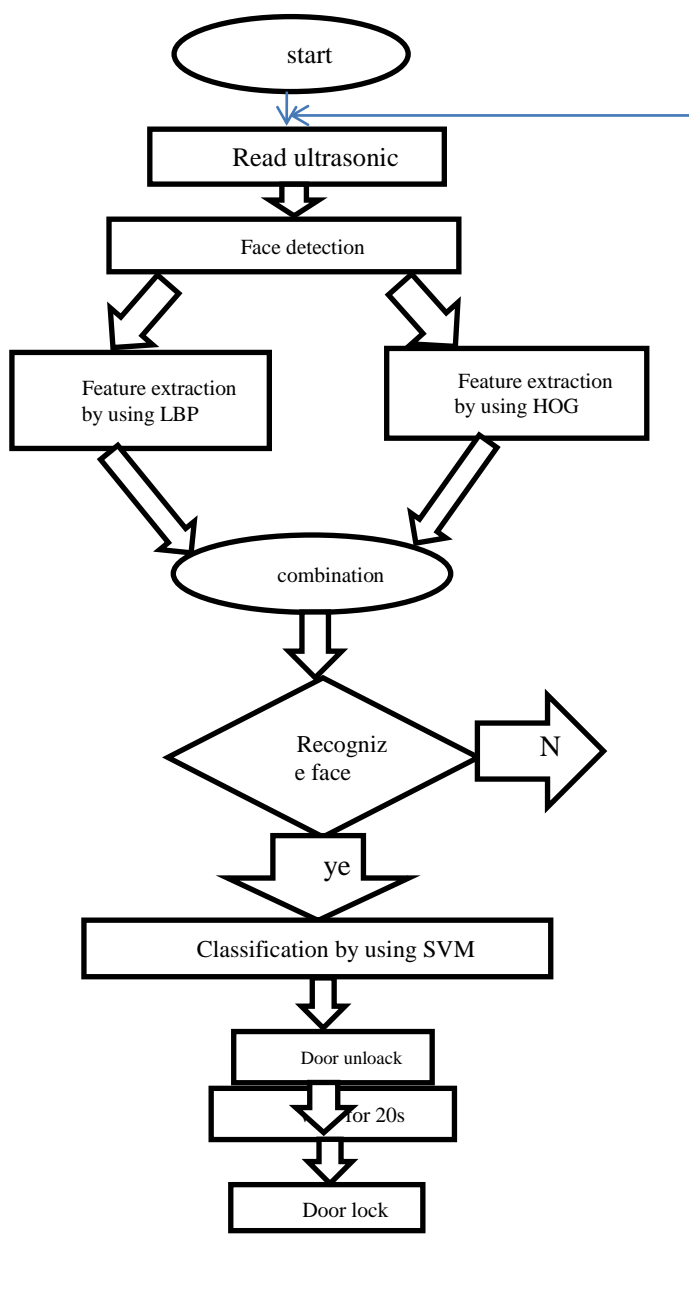 start
Read ultrasonic
Face detection
Feature extraction
by using LBP
Feature extraction
by using HOG
combination
Recogniz
e face
N
ye
Classification by using SVM
Door unloack
for 20s
Door lock